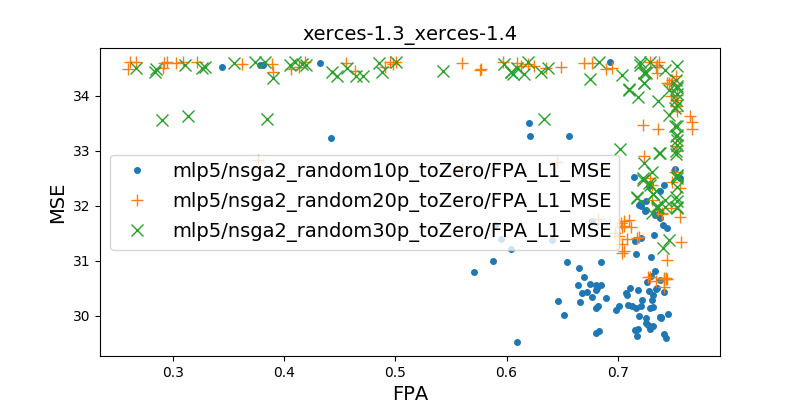 xerces-1.3_xerces-1.4
MSE
34
33
32
31
30
mlp5/nsga2_random10p_toZero/FPA_L1_MSE
mlp5/nsga2_random20p_toZero/FPA_L1_MSE
mlp5/nsga2_random30p_toZero/FPA_L1_MSE
0.3 0.4 0.5 0.6 0.7
FPA